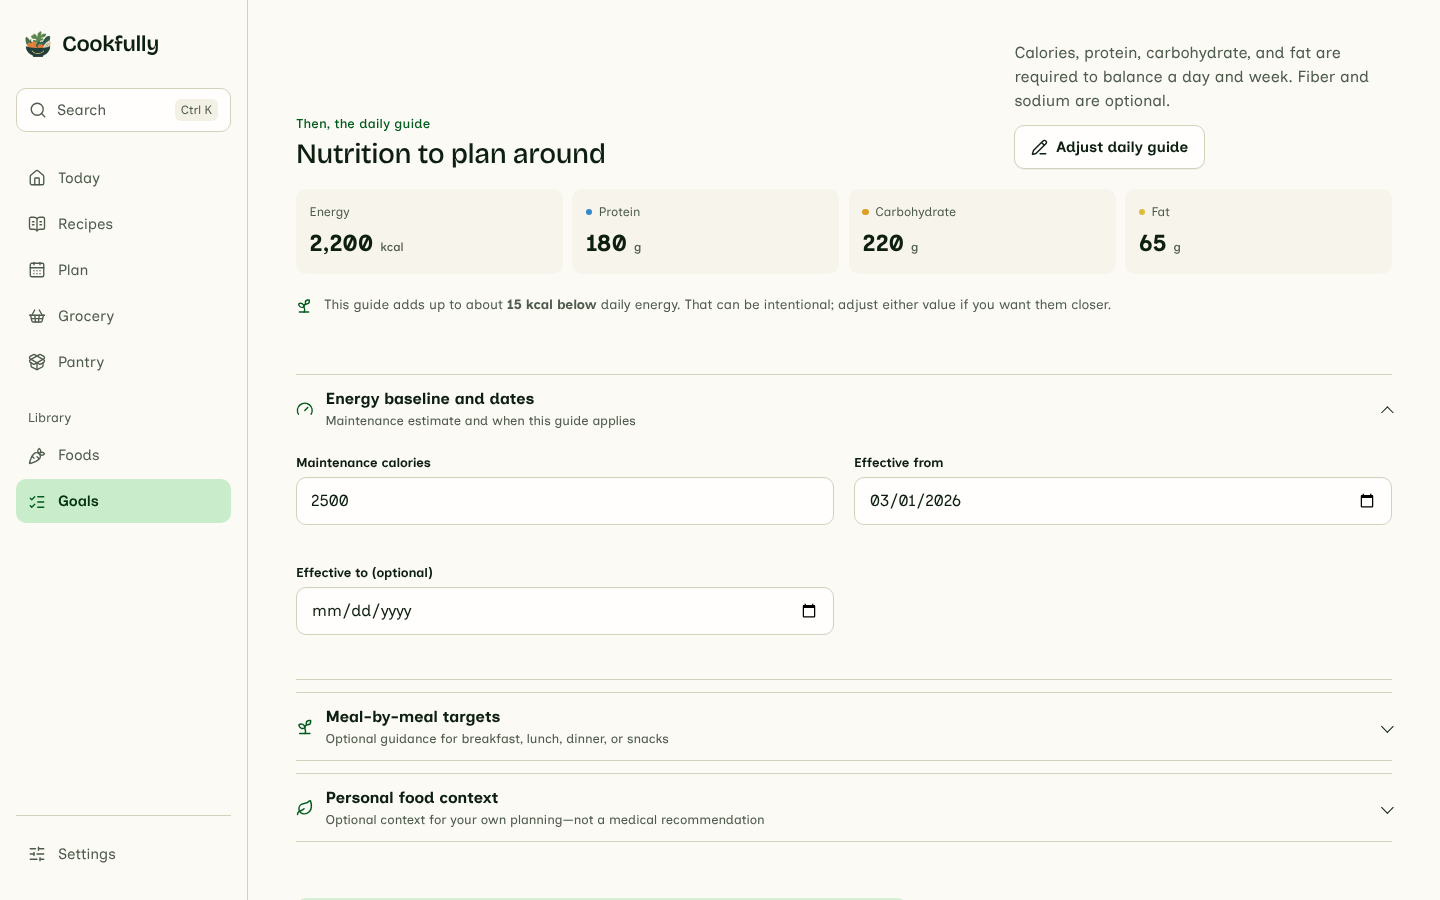 Cookfully
Search
Ctrl K
Today
Recipes
Plan
Grocery
Pantry
Library
Foods
Goals
Settings
Calories, protein, carbohydrate, and fat are
required to balance a day and week. Fiber and
sodium are optional.
Then, the daily guide
Nutrition to plan around
Adjust daily guide
Energy
2,200 kcal
Protein
180 g
Carbohydrate
220 g
Fat
65 g
This guide adds up to about 15 kcal below daily energy. That can be intentional; adjust either value if you want them closer.
Energy baseline and dates
Maintenance estimate and when this guide applies
Maintenance calories
2500
Effective from
03/01/2026
Effective to (optional)
mm/dd/yyyy
Meal-by-meal targets
Optional guidance for breakfast, lunch, dinner, or snacks
Personal food context
Optional context for your own planning—not a medical recommendation